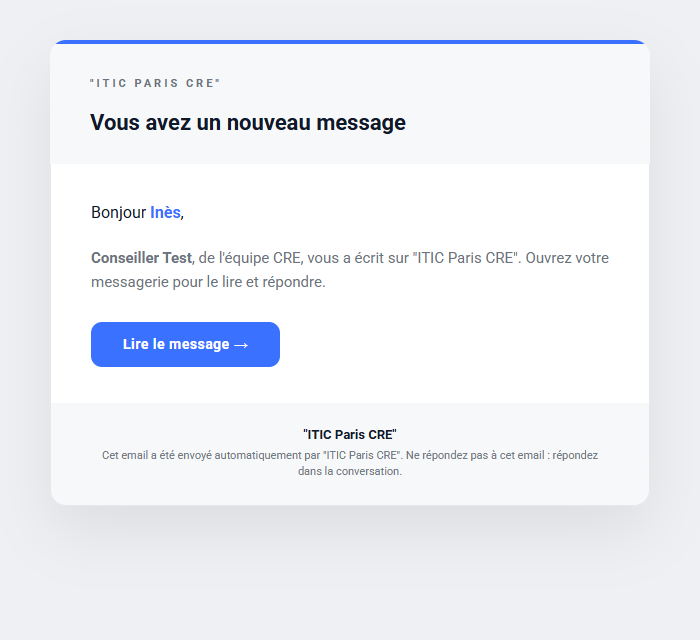 "ITIC PARIS CRE"
Vous avez un nouveau message
Bonjour Inès,
Conseiller Test, de l'équipe CRE, vous a écrit sur "ITIC Paris CRE". Ouvrez votre
messagerie pour le lire et répondre.
Lire le message →
"ITIC Paris CRE"
Cet email a été envoyé automatiquement par "ITIC Paris CRE". Ne répondez pas à cet email : répondez
dans la conversation.